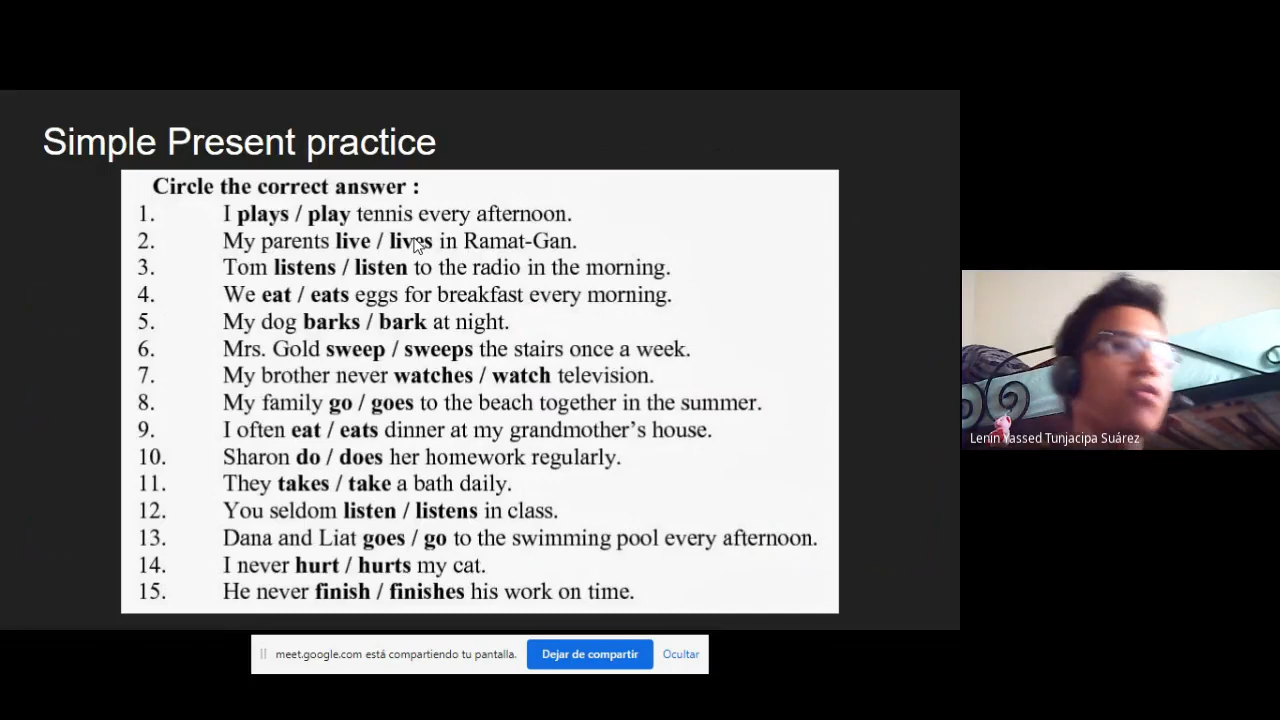 Simple Present practice
Circle the correct answer :
1. I plays / play tennis every afternoon.
2. My parents live / lives in Ramat-Gan.
3. Tom listens / listen to the radio in the morning.
4. We eat / eats eggs for breakfast every morning.
5. My dog barks / bark at night.
6. Mrs. Gold sweep / sweeps the stairs once a week.
7. My brother never watches / watch television.
8. My family go / goes to the beach together in the summer.
9. I often eat / eats dinner at my grandmother’s house.
10. Sharon do / does her homework regularly.
11. They takes / take a bath daily.
12. You seldom listen / listens in class.
13. Dana and Liat goes / go to the swimming pool every afternoon.
14. I never hurt / hurts my cat.
15. He never finish / finishes his work on time.
Lenin Yassed Tunjacipa Suárez
meet.google.com está compartiendo tu pantalla. Dejar de compartir Ocultar